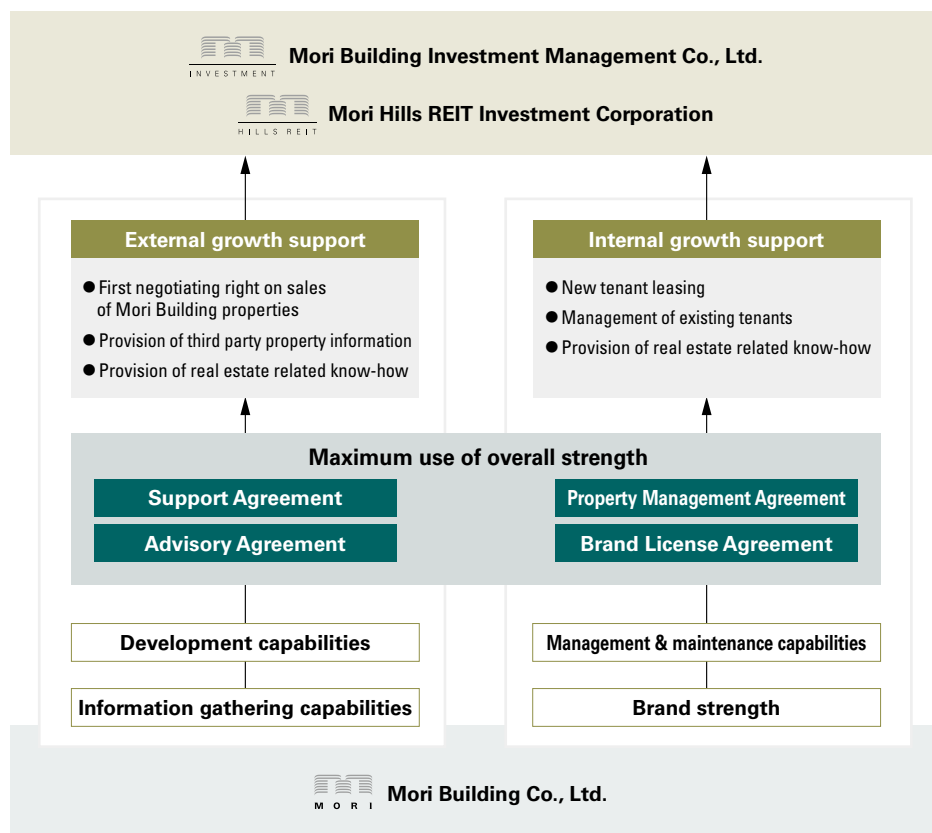 INVESTMENT
Mori Building Investment Management Co., Ltd.
HILLS REIT
Mori Hills REIT Investment Corporation
External growth support
● First negotiating right on sales
of Mori Building properties
● Provision of third party property information
● Provision of real estate related know-how
Internal growth support
● New tenant leasing
● Management of existing tenants
● Provision of real estate related know-how
Maximum use of overall strength
Support Agreement
Advisory Agreement
Property Management Agreement
Brand License Agreement
Development capabilities
Information gathering capabilities
Management & maintenance capabilities
Brand strength
MORI
Mori Building Co., Ltd.